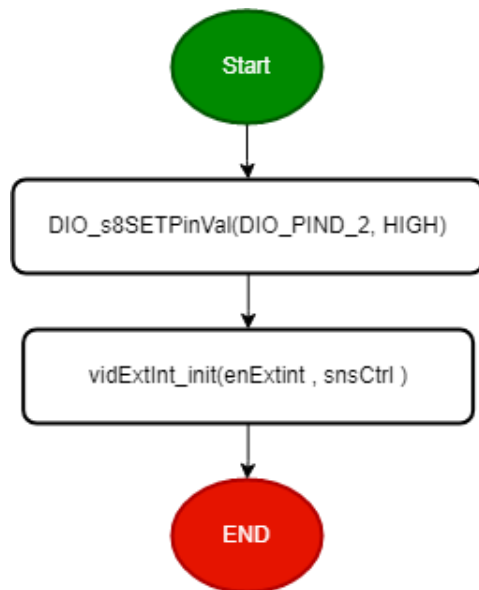 Start
DIO_s8SETPinVal(DIO_PIND_2, HIGH)
vidExtInt_init(enExtint , snsCtrl )
END